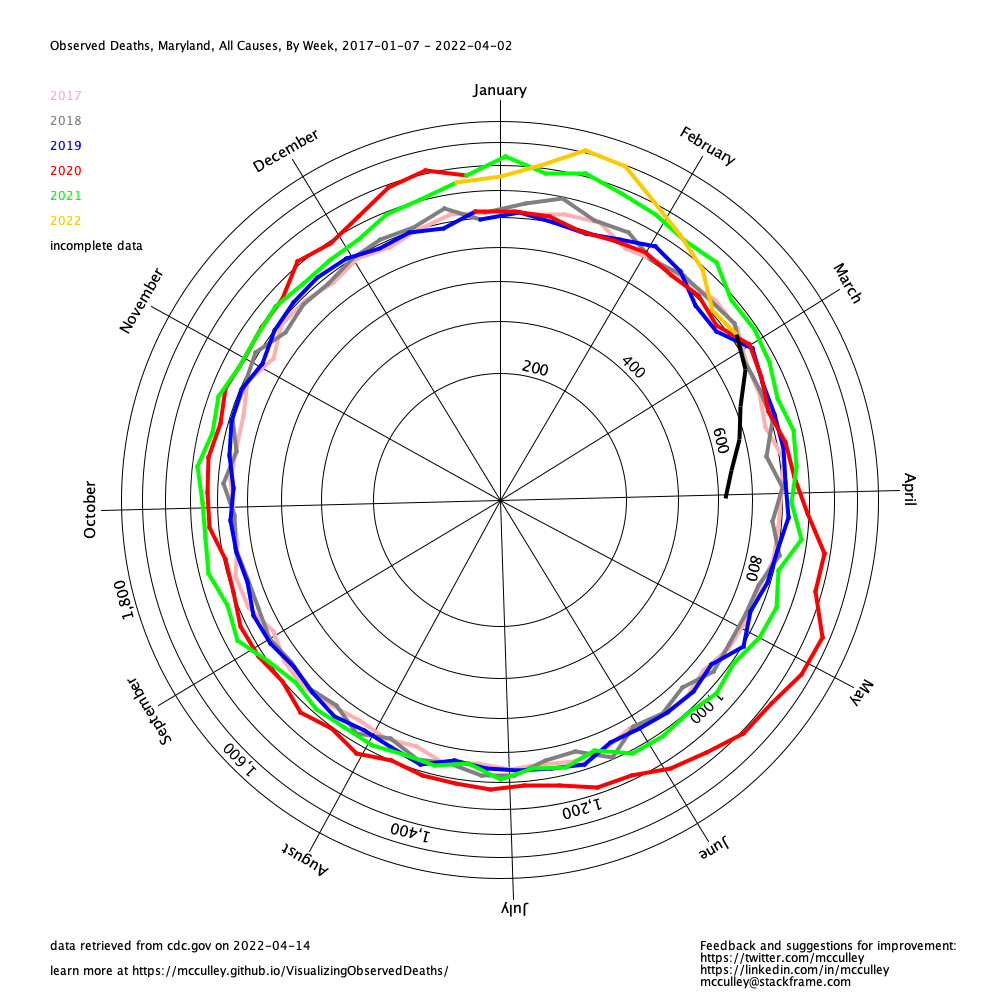 Observed Deaths, Maryland, All Causes, By Week, 2017-01-07 - 2022-04-02
2017
2018
2019
2020
2021
2022
incomplete data
January
February
March
April
May
June
July
August
September
October
November
December
200
400
600
800
1,000
1,200
1,400
1,600
1,800
data retrieved from cdc.gov on 2022-04-14
learn more at https://mcculley.github.io/VisualizingObservedDeaths/
Feedback and suggestions for improvement:
https://twitter.com/mcculley
https://linkedin.com/in/mcculley
mcculley@stackframe.com